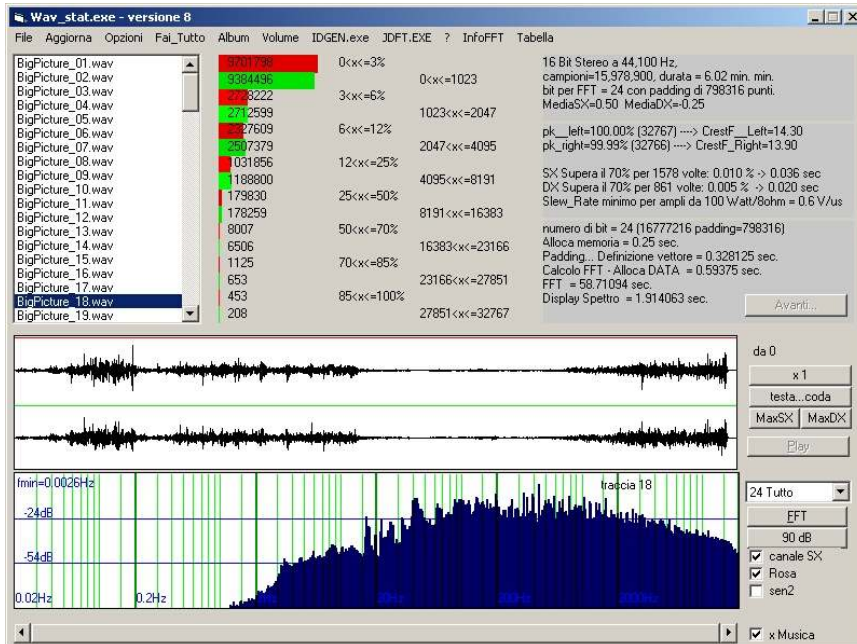 Wav_stat.exe - versione 8
File Aggiorna Opzioni Fai_Tutto Album Volume IDGEN.exe JDFT.EXE ? InfoFFT Tabella
BigPicture_01.wav
BigPicture_02.wav
BigPicture_03.wav
BigPicture_04.wav
BigPicture_05.wav
BigPicture_06.wav
BigPicture_07.wav
BigPicture_08.wav
BigPicture_09.wav
BigPicture_10.wav
BigPicture_11.wav
BigPicture_12.wav
BigPicture_13.wav
BigPicture_14.wav
BigPicture_15.wav
BigPicture_16.wav
BigPicture_17.wav
BigPicture_18.wav
BigPicture_19.wav
9701798 0<x<=3%
9384496 0<x<=1023
2728222 3<x<=6%
2712599 1023<x<=2047
2327609 6<x<=12%
2507379 2047<x<=4095
1031856 12<x<=25%
1188800 4095<x<=8191
179830 25<x<=50%
178259 8191<x<=16383
8007 50<x<=70%
6506 16383<x<=23166
1125 70<x<=85%
653 23166<x<=27851
453 85<x<=100%
208 27851<x<=32767
16 Bit Stereo a 44,100 Hz,
campioni=15,978,900, durata = 6.02 min. min.
bit per FFT = 24 con padding di 798316 punti.
MediaSX=0.50 MediaDX=-0.25
pk__left=100.00% (32767) ----> CrestF__Left=14.30
pk_right=99.99% (32766) ----> CrestF_Right=13.90
SX Supera il 70% per 1578 volte: 0.010 % -> 0.036 sec
DX Supera il 70% per 861 volte: 0.005 % -> 0.020 sec
Slew_Rate minimo per ampli da 100 Watt/8ohm = 0.6 V/us
numero di bit = 24 (16777216 padding=798316)
Alloca memoria = 0.25 sec.
Padding... Definizione vettore = 0.328125 sec.
Calcolo FFT - Alloca DATA = 0.59375 sec.
FFT = 58.71094 sec.
Display Spettro = 1.914063 sec.
Avanti...
da 0
x 1
testa...coda
MaxSX MaxDX
Play
fmin=0.0026Hz
traccia 18
-24dB
-54dB
0.02Hz 0.2Hz 2Hz 20Hz 200Hz 2000Hz
24 Tutto
FFT
90 dB
canale SX
Rosa
sen2
x Musica